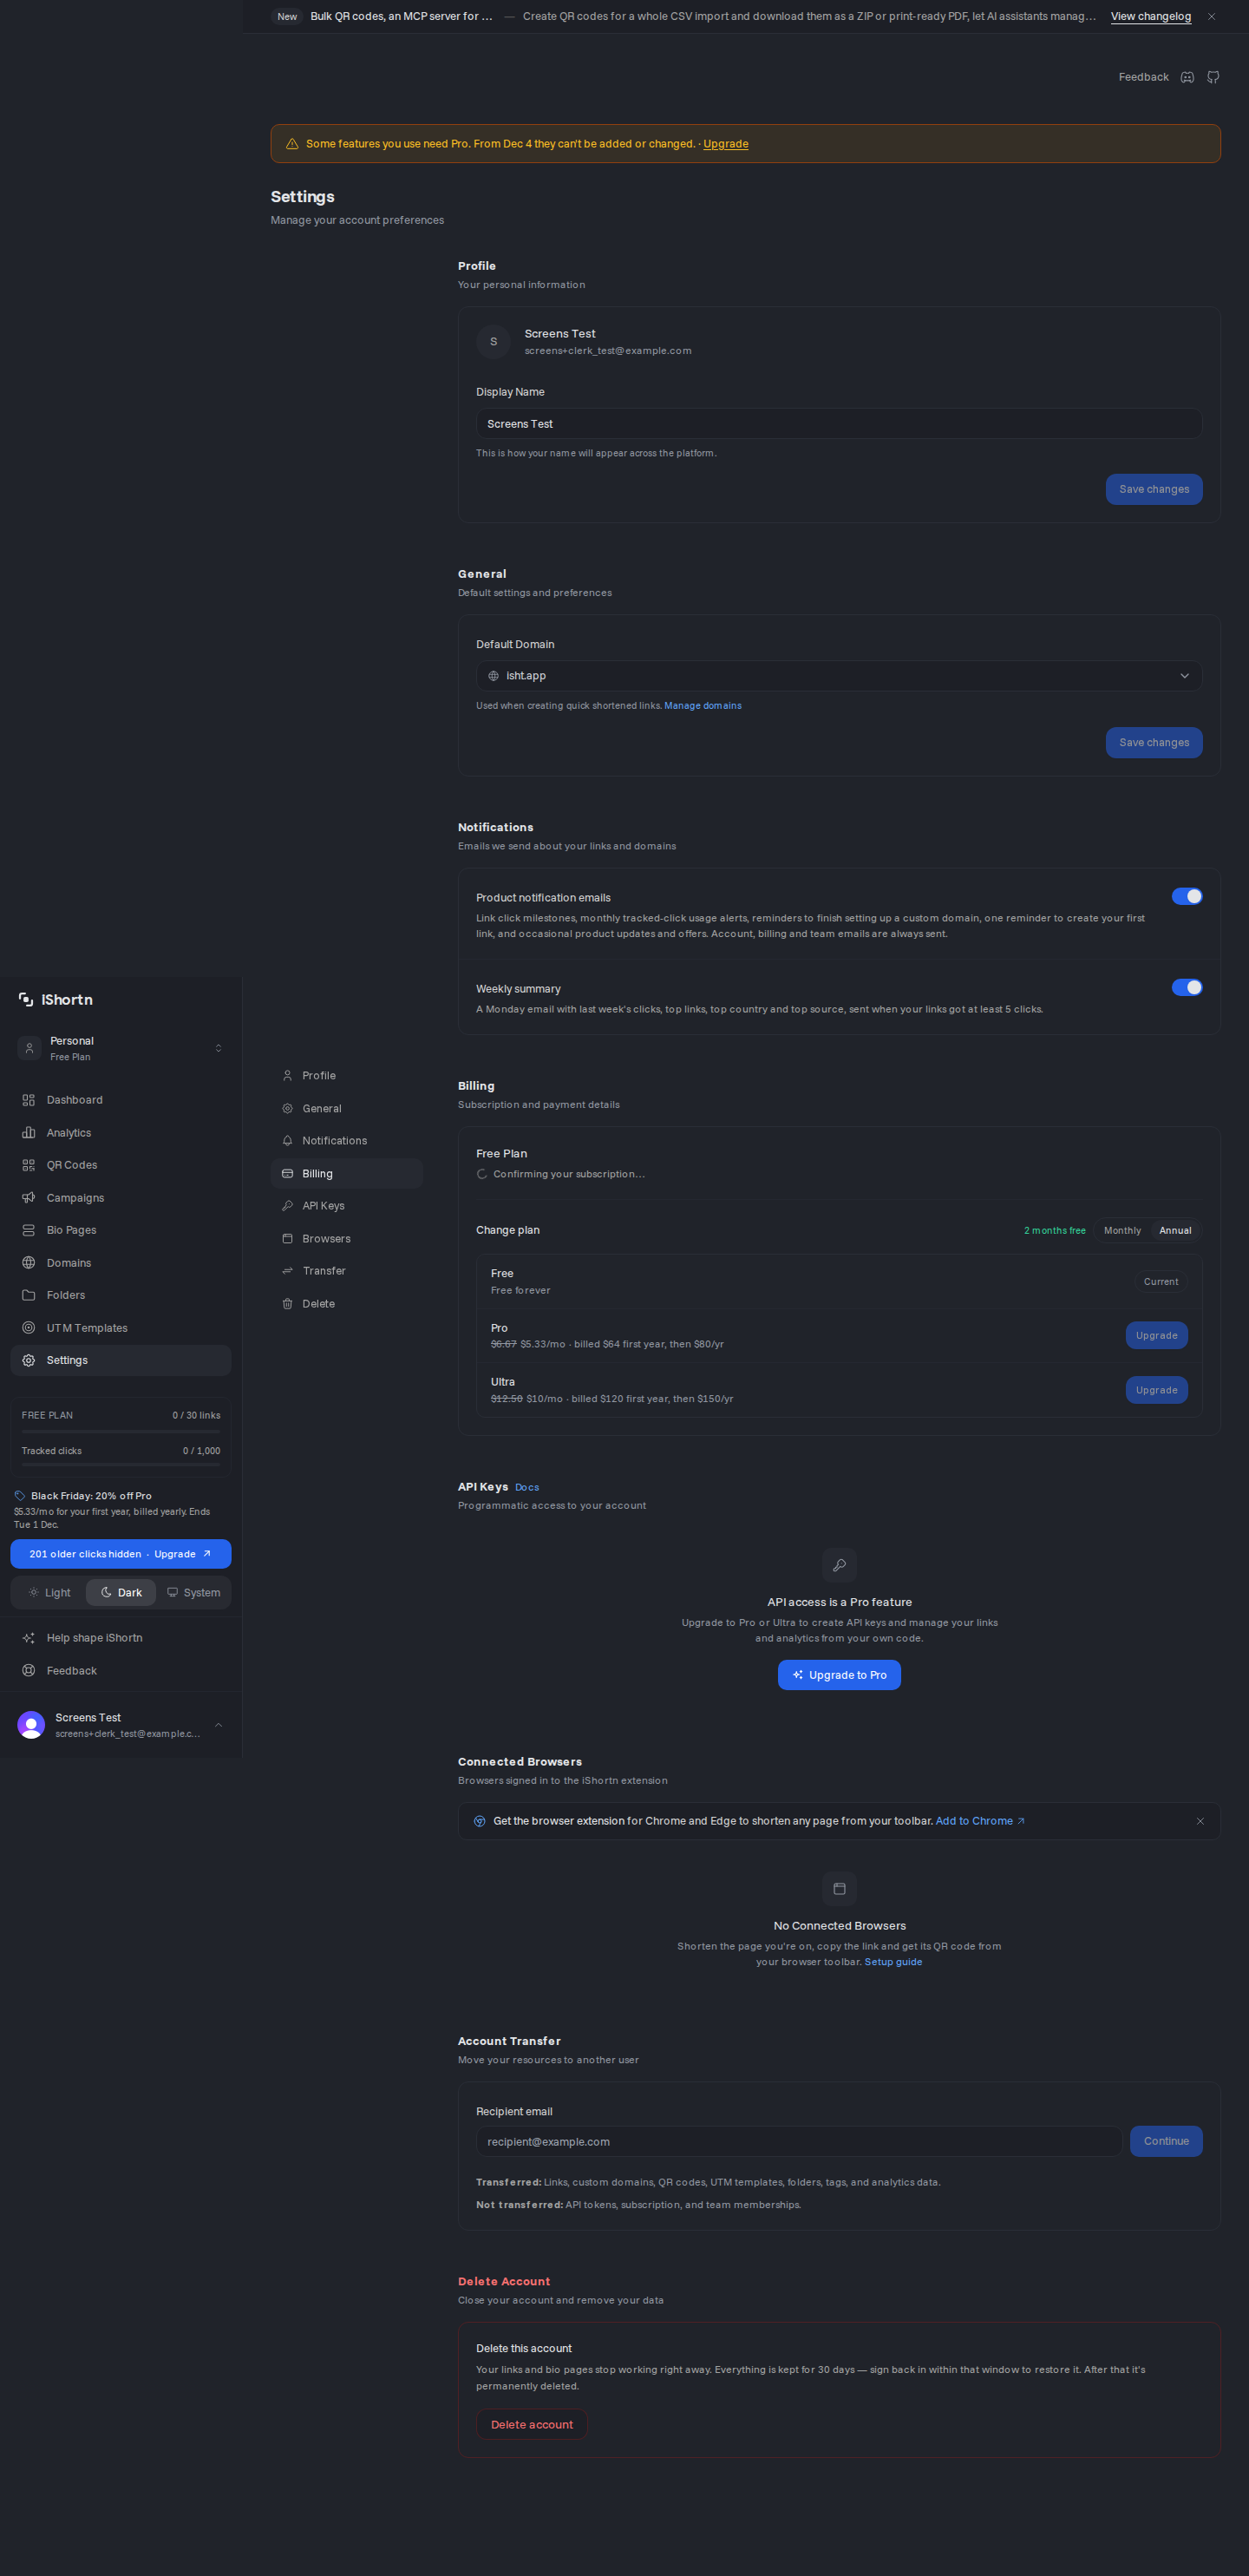 New Bulk QR codes, an MCP server for ... — Create QR codes for a whole CSV import and download them as a ZIP or print-ready PDF, let AI assistants manag... View changelog
Feedback
Some features you use need Pro. From Dec 4 they can't be added or changed. · Upgrade
Settings
Manage your account preferences
Profile
Your personal information
S
Screens Test
screens+clerk_test@example.com
Display Name
Screens Test
This is how your name will appear across the platform.
Save changes
General
Default settings and preferences
Default Domain
isht.app
Used when creating quick shortened links. Manage domains
Save changes
Notifications
Emails we send about your links and domains
Product notification emails
Link click milestones, monthly tracked-click usage alerts, reminders to finish setting up a custom domain, one reminder to create your first
link, and occasional product updates and offers. Account, billing and team emails are always sent.
Weekly summary
A Monday email with last week's clicks, top links, top country and top source, sent when your links got at least 5 clicks.
iShortn
Personal
Free Plan
Dashboard
Analytics
QR Codes
Campaigns
Bio Pages
Domains
Folders
UTM Templates
Settings
FREE PLAN 0 / 30 links
Tracked clicks 0 / 1,000
Black Friday: 20% off Pro
$5.33/mo for your first year, billed yearly. Ends
Tue 1 Dec.
201 older clicks hidden · Upgrade
Light Dark System
Help shape iShortn
Feedback
Screens Test
screens+clerk_test@example.c...
Profile
General
Notifications
Billing
API Keys
Browsers
Transfer
Delete
Billing
Subscription and payment details
Free Plan
Confirming your subscription...
Change plan 2 months free Monthly Annual
Free
Free forever
Current
Pro
$6.67 $5.33/mo · billed $64 first year, then $80/yr
Upgrade
Ultra
$12.50 $10/mo · billed $120 first year, then $150/yr
Upgrade
API Keys Docs
Programmatic access to your account
API access is a Pro feature
Upgrade to Pro or Ultra to create API keys and manage your links
and analytics from your own code.
Upgrade to Pro
Connected Browsers
Browsers signed in to the iShortn extension
Get the browser extension for Chrome and Edge to shorten any page from your toolbar. Add to Chrome
No Connected Browsers
Shorten the page you're on, copy the link and get its QR code from
your browser toolbar. Setup guide
Account Transfer
Move your resources to another user
Recipient email
recipient@example.com
Continue
Transferred: Links, custom domains, QR codes, UTM templates, folders, tags, and analytics data.
Not transferred: API tokens, subscription, and team memberships.
Delete Account
Close your account and remove your data
Delete this account
Your links and bio pages stop working right away. Everything is kept for 30 days — sign back in within that window to restore it. After that it's
permanently deleted.
Delete account